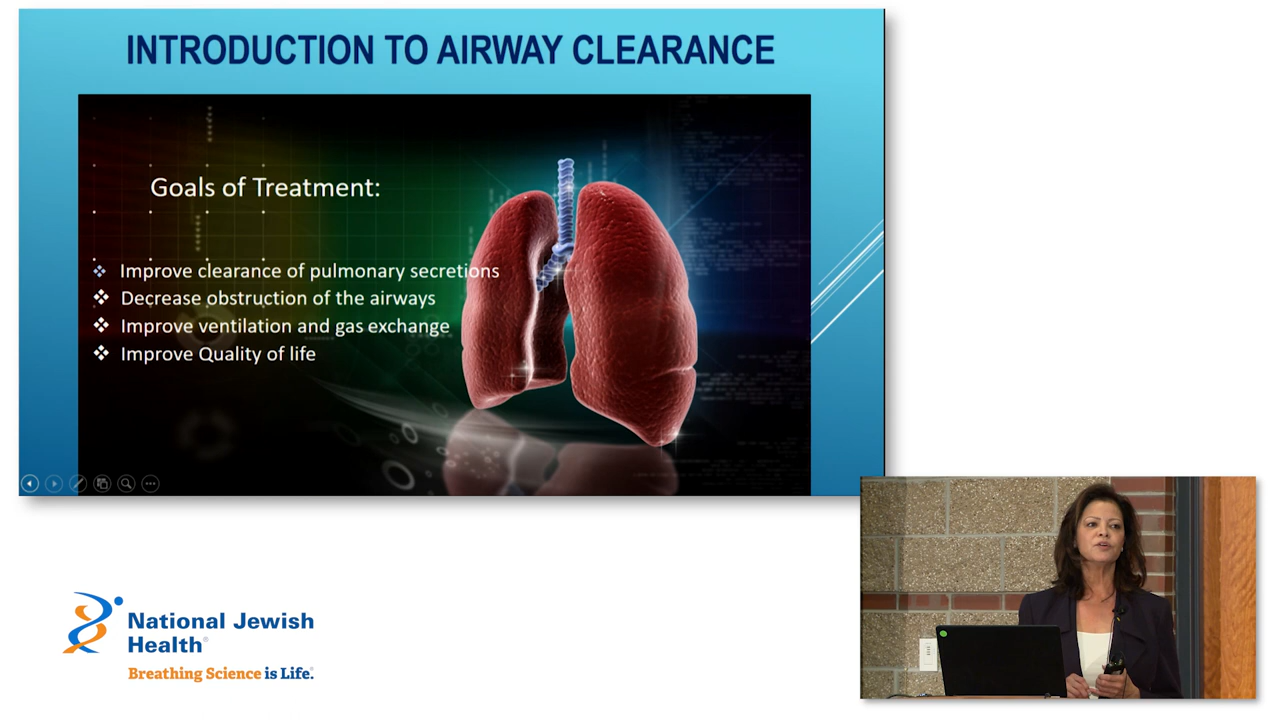 INTRODUCTION TO AIRWAY CLEARANCE
Goals of Treatment:
❖ Improve clearance of pulmonary secretions
❖ Decrease obstruction of the airways
❖ Improve ventilation and gas exchange
❖ Improve Quality of life
National Jewish
Health®
Breathing Science is Life.®